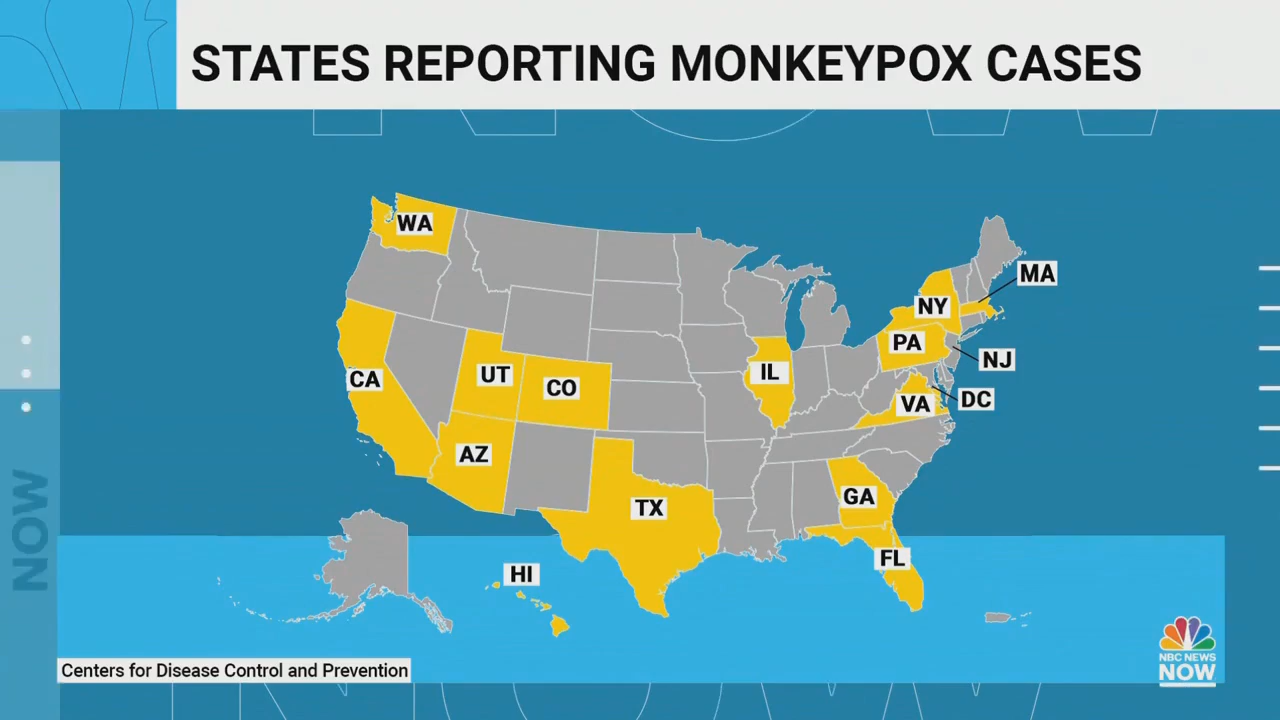 STATES REPORTING MONKEYPOX CASES
WA
MA
NY
PA
NJ
IL
UT
CA
CO
DC
VA
AZ
GA
TX
FL
HI
NOW
Centers for Disease Control and Prevention
NBC NEWS
NOW